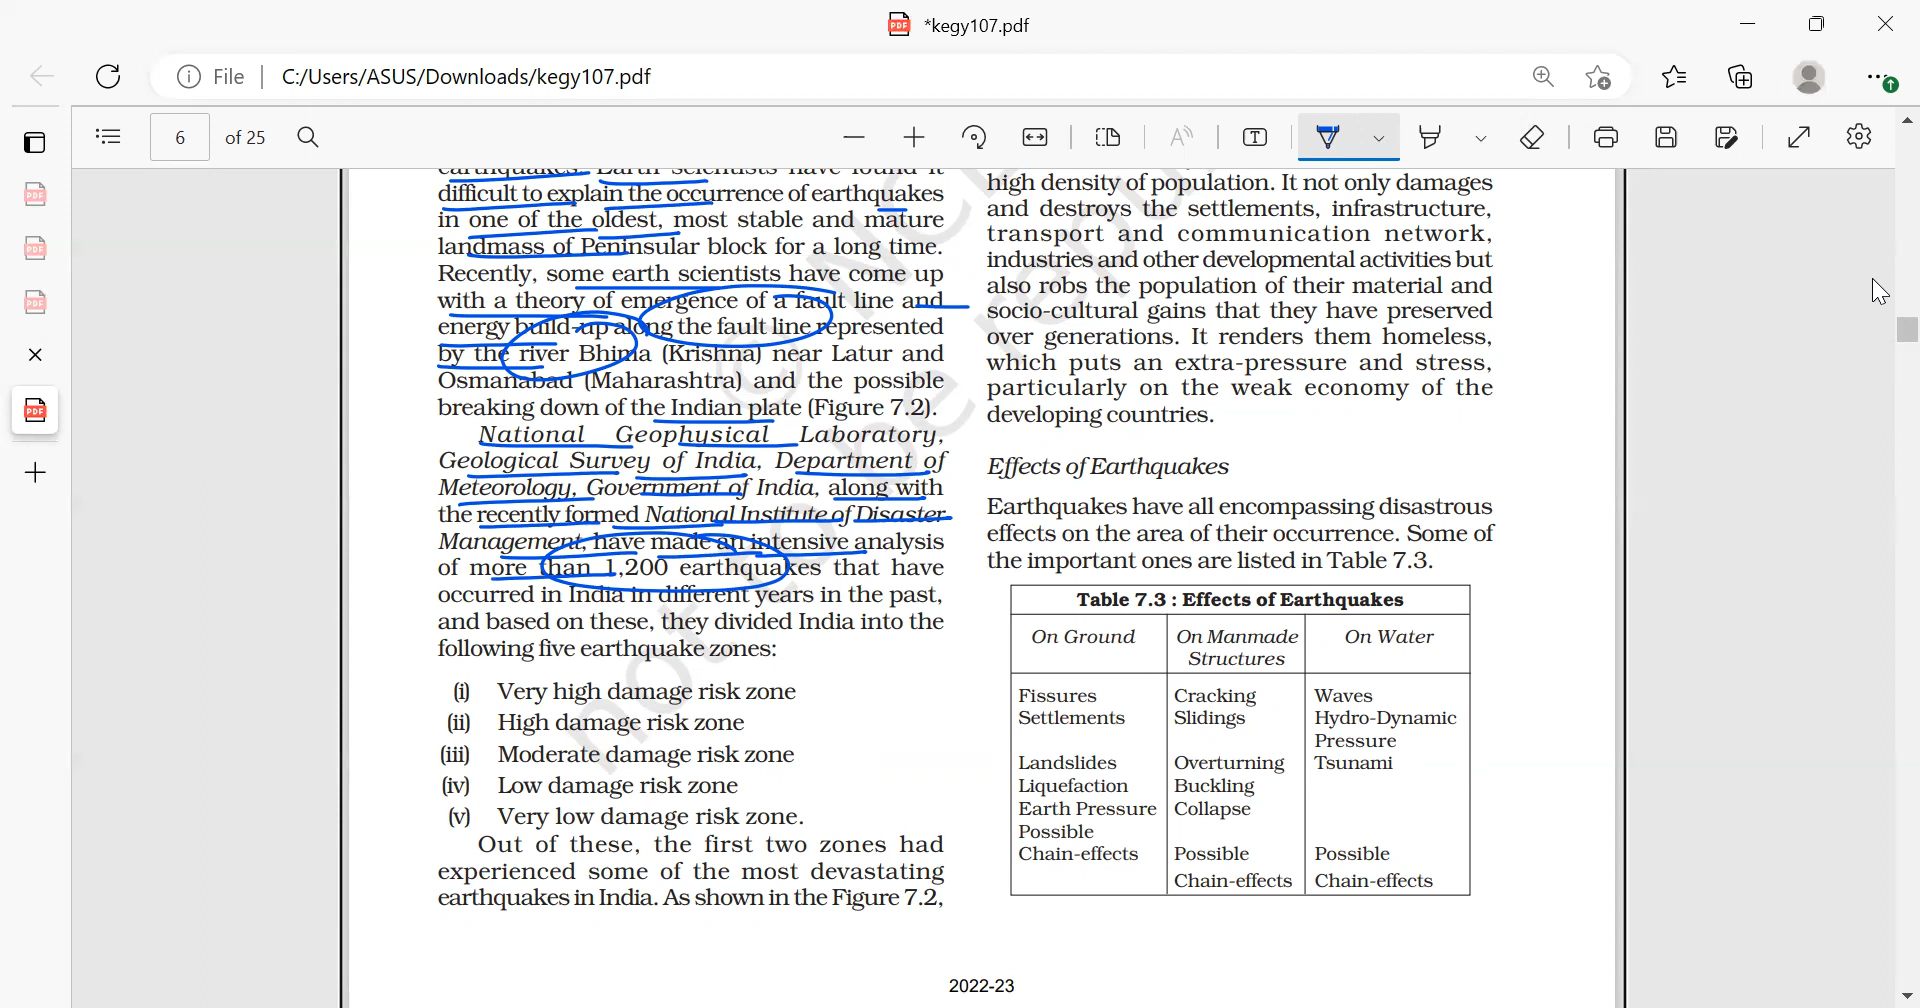 *kegy107.pdf
File
C:/Users/ASUS/Downloads/kegy107.pdf
6 of 25
earthquakes. Earth scientists have found it
difficult to explain the occurrence of earthquakes
in one of the oldest, most stable and mature
landmass of Peninsular block for a long time.
Recently, some earth scientists have come up
with a theory of emergence of a fault line and
energy build-up along the fault line represented
by the river Bhima (Krishna) near Latur and
Osmanabad (Maharashtra) and the possible
breaking down of the Indian plate (Figure 7.2).
National Geophysical Laboratory,
Geological Survey of India, Department of
Meteorology, Government of India, along with
the recently formed National Institute of Disaster
Management, have made an intensive analysis
of more than 1,200 earthquakes that have
occurred in India in different years in the past,
and based on these, they divided India into the
following five earthquake zones:
(i) Very high damage risk zone
(ii) High damage risk zone
(iii) Moderate damage risk zone
(iv) Low damage risk zone
(v) Very low damage risk zone.
Out of these, the first two zones had
experienced some of the most devastating
earthquakes in India. As shown in the Figure 7.2,
high density of population. It not only damages
and destroys the settlements, infrastructure,
transport and communication network,
industries and other developmental activities but
also robs the population of their material and
socio-cultural gains that they have preserved
over generations. It renders them homeless,
which puts an extra-pressure and stress,
particularly on the weak economy of the
developing countries.
Effects of Earthquakes
Earthquakes have all encompassing disastrous
effects on the area of their occurrence. Some of
the important ones are listed in Table 7.3.
Table 7.3 : Effects of Earthquakes
On Ground
On Manmade
Structures
On Water
Fissures
Settlements
Landslides
Liquefaction
Earth Pressure
Possible
Chain-effects
Cracking
Slidings
Overturning
Buckling
Collapse
Possible
Chain-effects
Waves
Hydro-Dynamic
Pressure
Tsunami
Possible
Chain-effects
2022-23
not to be